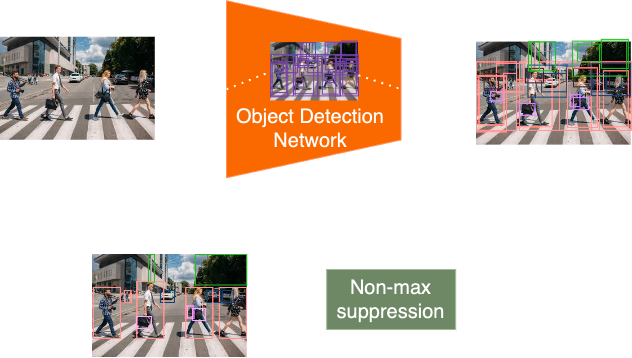 Object Detection
Network
Non-max
suppression